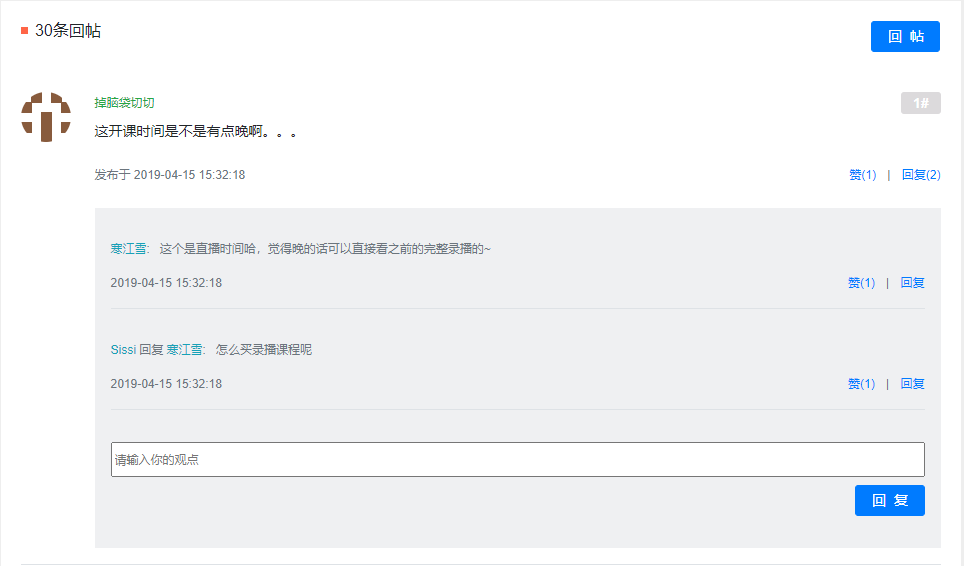 30条回帖
回 帖
掉脑袋切切
1#
这开课时间是不是有点晚啊。。。
发布于 2019-04-15 15:32:18
赞(1) | 回复(2)
寒江雪: 这个是直播时间哈，觉得晚的话可以直接看之前的完整录播的~
2019-04-15 15:32:18
赞(1) | 回复
Sissi 回复 寒江雪: 怎么买录播课程呢
2019-04-15 15:32:18
赞(1) | 回复
请输入你的观点
回 复